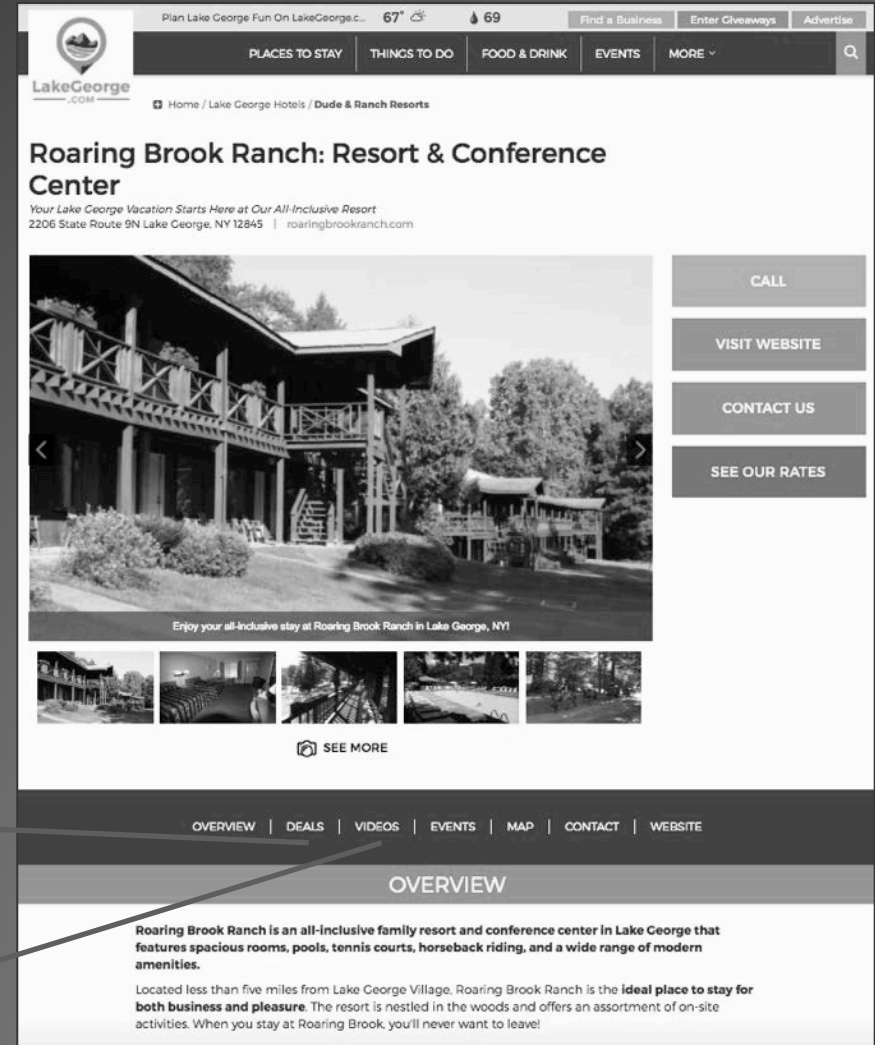 Plan Lake George Fun On LakeGeorge.c... 67° 69 Find a Business Enter Giveaways Advertise
PLACES TO STAY THINGS TO DO FOOD & DRINK EVENTS MORE
LakeGeorge
.COM
Home / Lake George Hotels / Dude & Ranch Resorts
Roaring Brook Ranch: Resort & Conference
Center
Your Lake George Vacation Starts Here at Our All-Inclusive Resort
2206 State Route 9N Lake George, NY 12845 | roaringbrookranch.com
CALL
VISIT WEBSITE
CONTACT US
SEE OUR RATES
Enjoy your all-inclusive stay at Roaring Brook Ranch in Lake George, NY!
SEE MORE
OVERVIEW | DEALS | VIDEOS | EVENTS | MAP | CONTACT | WEBSITE
OVERVIEW
Roaring Brook Ranch is an all-inclusive family resort and conference center in Lake George that
features spacious rooms, pools, tennis courts, horseback riding, and a wide range of modern
amenities.
Located less than five miles from Lake George Village, Roaring Brook Ranch is the ideal place to stay for
both business and pleasure. The resort is nestled in the woods and offers an assortment of on-site
activities. When you stay at Roaring Brook, you'll never want to leave!